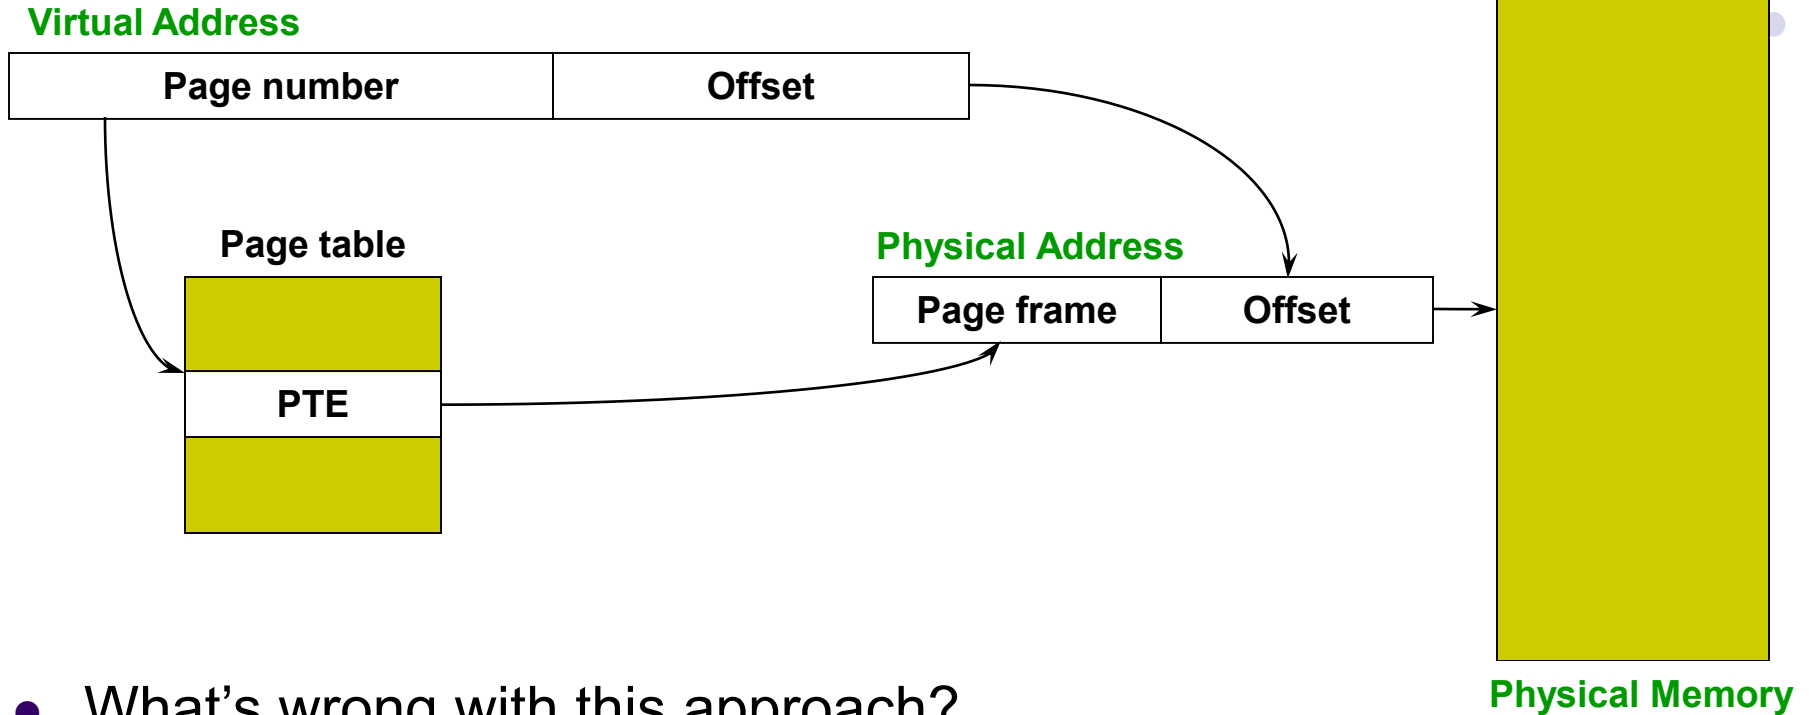 Virtual Address
Page number
Offset
Page table
Physical Address
Page frame
Offset
PTE
What's wrong with this approach?
Physical Memory